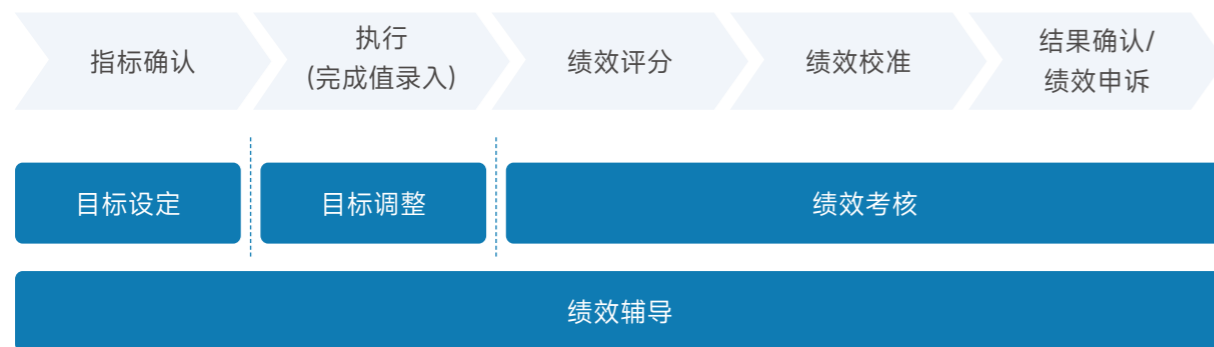 指标确认
执行
(完成值录入)
绩效评分
绩效校准
结果确认/
绩效申诉
目标设定
目标调整
绩效考核
绩效辅导